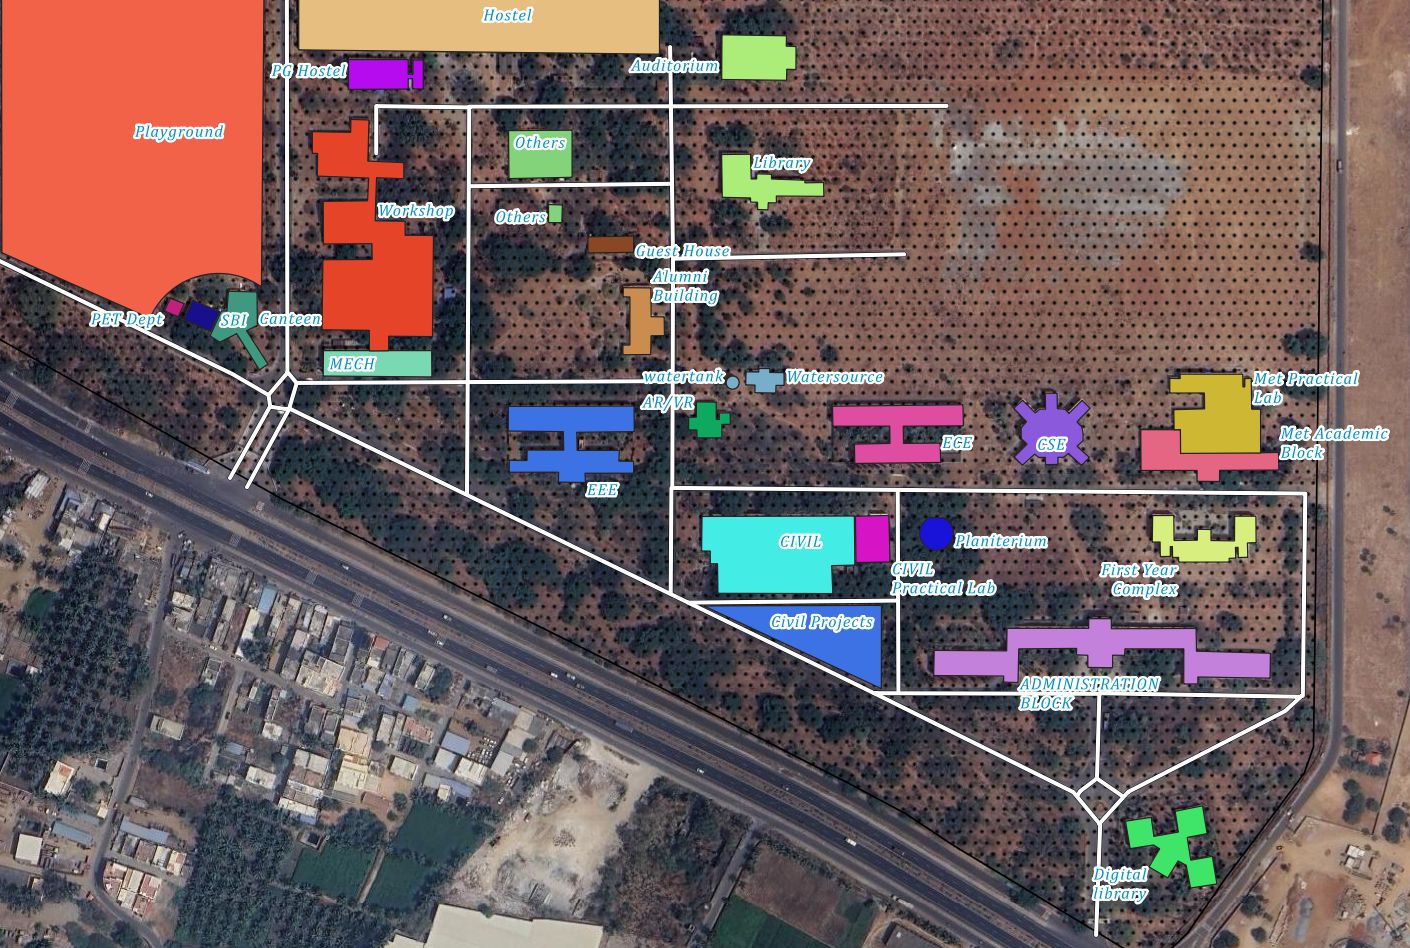 Hostel
PG Hostel
Auditorium
Playground
Others
Library
Workshop
Others
Guest House
Alumni
Building
PET Dept
SBI
Canteen
MECH
watertank
Watersource
Met Practical
Lab
AR/VR
ECE
CSE
Met Academic
Block
EEE
CIVIL
Planiterium
CIVIL
Practical Lab
First Year
Complex
Civil Projects
ADMINISTRATION
BLOCK
Digital
library